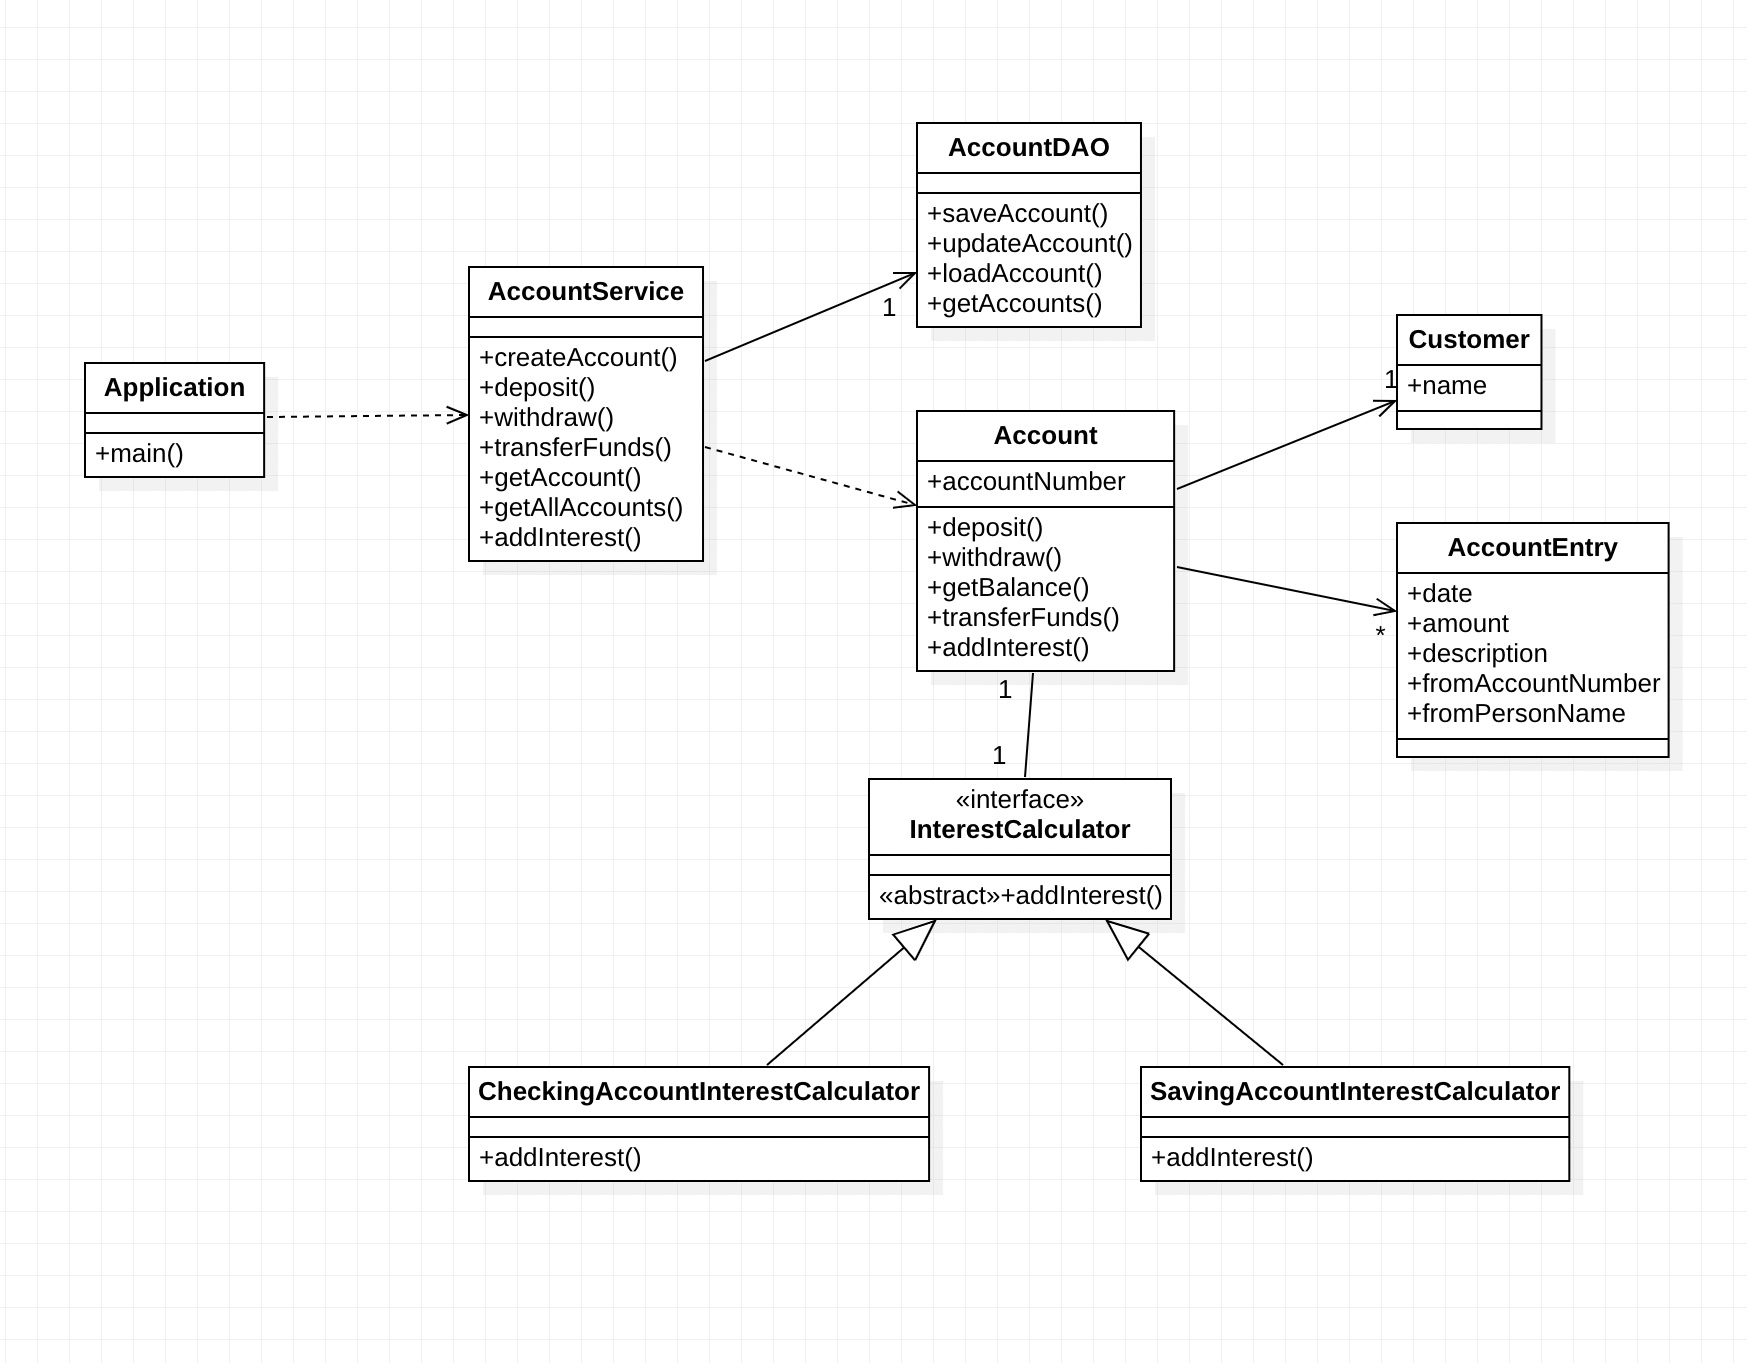 AccountDAO
+saveAccount()
+updateAccount()
+loadAccount()
+getAccounts()
AccountService
+createAccount()
+deposit()
+withdraw()
+transferFunds()
+getAccount()
+getAllAccounts()
+addInterest()
1
Application
+main()
Customer
+name
1
Account
+accountNumber
+deposit()
+withdraw()
+getBalance()
+transferFunds()
+addInterest()
AccountEntry
+date
+amount
+description
+fromAccountNumber
+fromPersonName
*
1
1
«interface»
InterestCalculator
«abstract»+addInterest()
CheckingAccountInterestCalculator
+addInterest()
SavingAccountInterestCalculator
+addInterest()